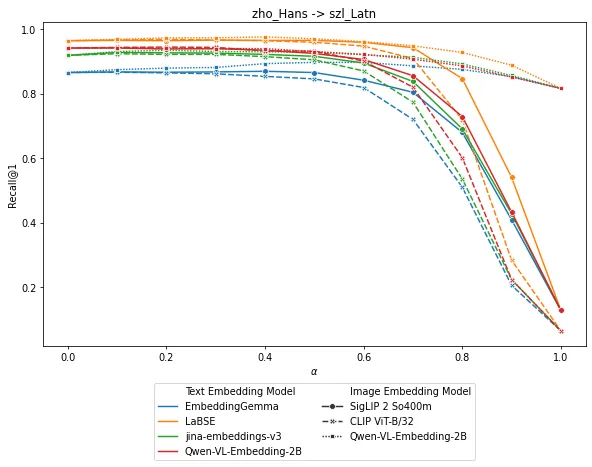 zho_Hans -> szl_Latn
1.0
0.8
0.6
0.4
0.2
Recall@1
0.0 0.2 0.4 0.6 0.8 1.0
α
Text Embedding Model Image Embedding Model
EmbeddingGemma SigLIP 2 So400m
LaBSE CLIP ViT-B/32
jina-embeddings-v3 Qwen-VL-Embedding-2B
Qwen-VL-Embedding-2B